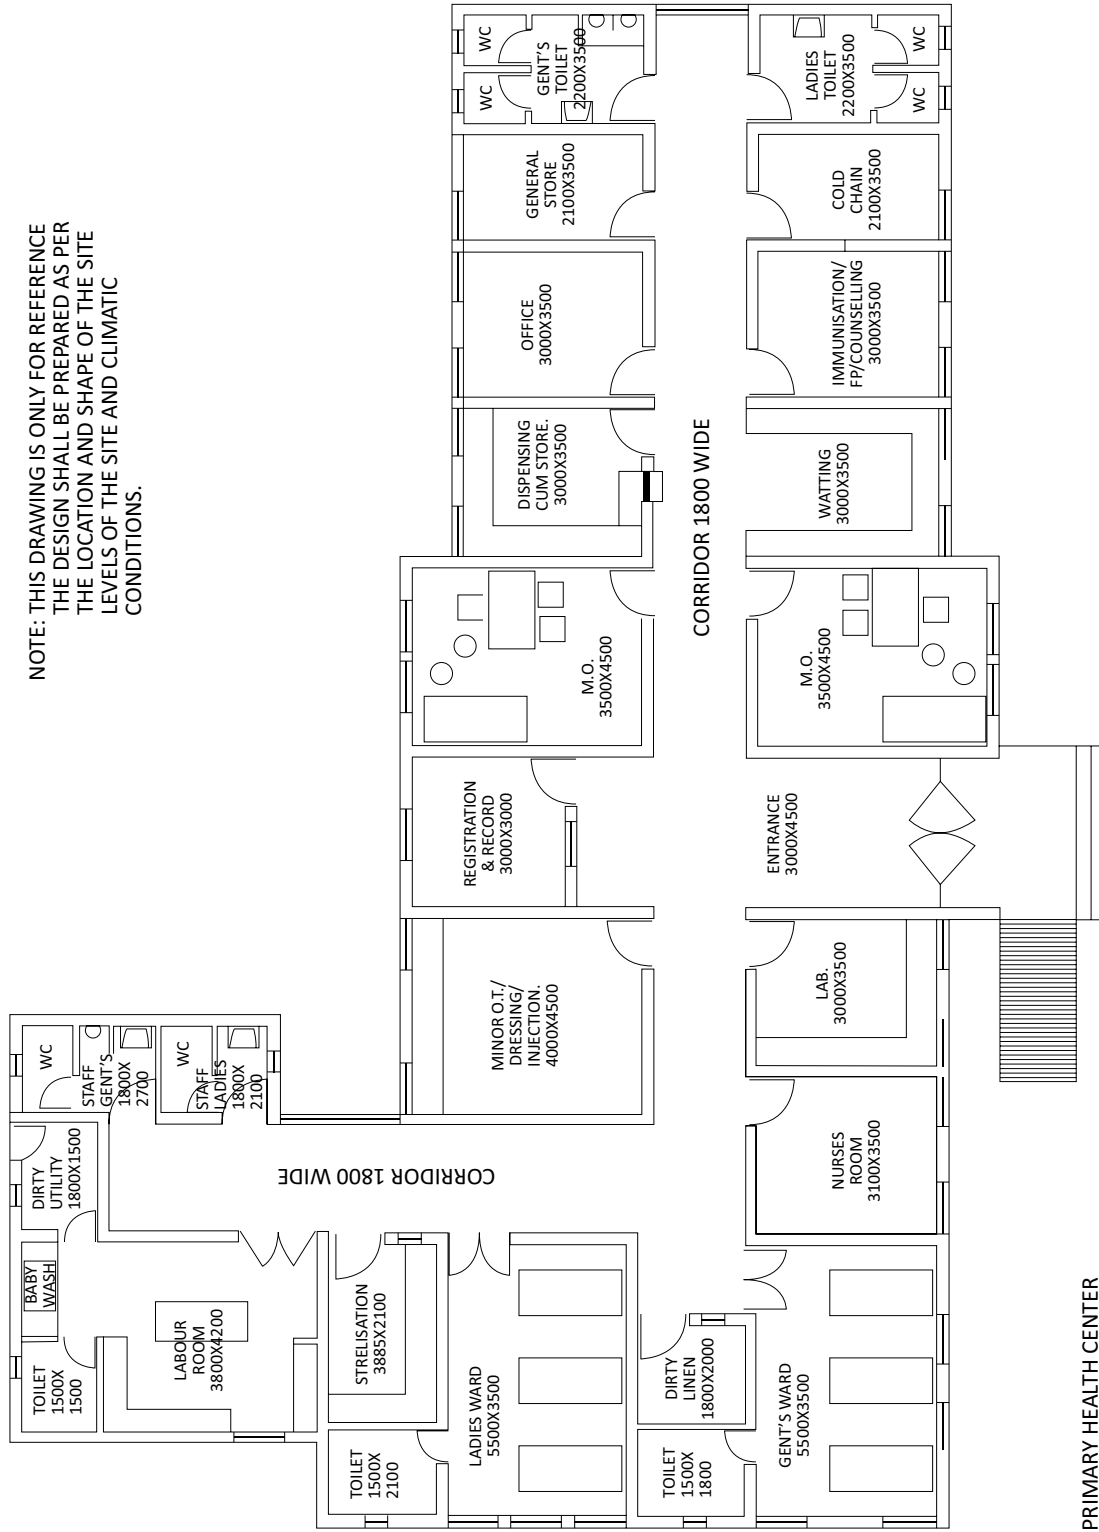 NOTE: THIS DRAWING IS ONLY FOR REFERENCE
THE DESIGN SHALL BE PREPARED AS PER
THE LOCATION AND SHAPE OF THE SITE
LEVELS OF THE SITE AND CLIMATIC
CONDITIONS.
TOILET
1500X
1500
BABY
WASH
DIRTY
UTILITY
1800X1500
WC
STAFF
GENT'S
1800X
2700
WC
STAFF
LADIES
1800X
2100
LABOUR
ROOM
3800X4200
STRELISATION
3885X2100
TOILET
1500X
2100
LADIES WARD
5500X3500
CORRIDOR 1800 WIDE
TOILET
1500X
1800
DIRTY
LINEN
1800X2000
GENT'S WARD
5500X3500
NURSES
ROOM
3100X3500
MINOR O.T./
DRESSING/
INJECTION.
4000X4500
LAB.
3000X3500
REGISTRATION
& RECORD
3000X3000
ENTRANCE
3000X4500
M.O.
3500X4500
M.O.
3500X4500
CORRIDOR 1800 WIDE
DISPENSING
CUM STORE.
3000X3500
WATTING
3000X3500
OFFICE
3000X3500
IMMUNISATION/
FP/COUNSELLING
3000X3500
GENERAL
STORE
2100X3500
COLD
CHAIN
2100X3500
WC
WC
GENT'S
TOILET
2200X3500
LADIES
TOILET
2200X3500
WC
WC
PRIMARY HEALTH CENTER